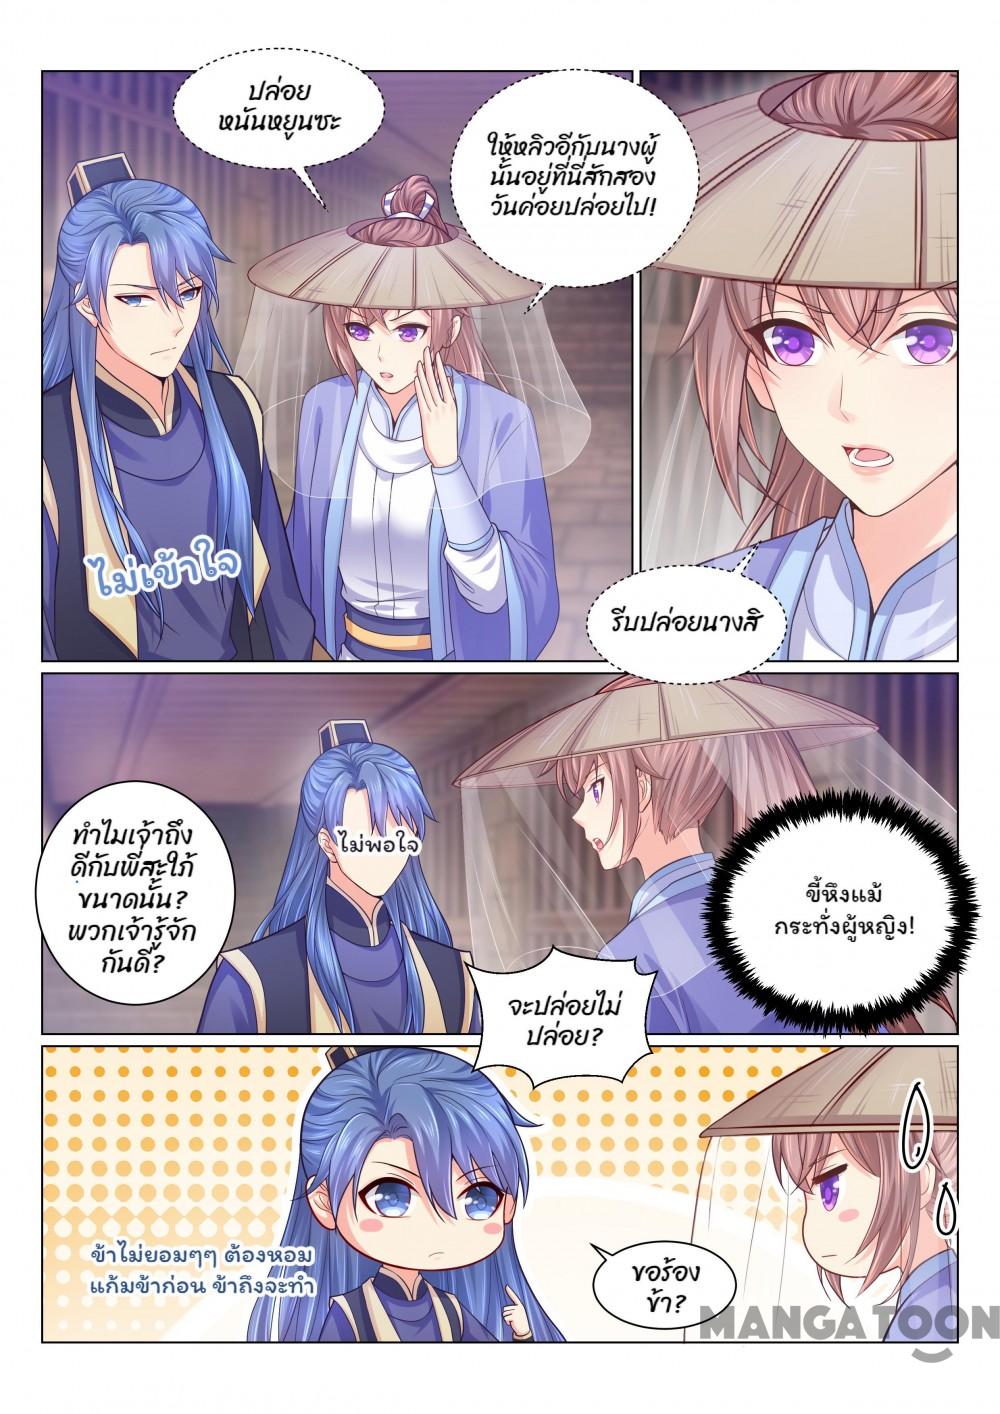 ปล่อย
หนันหยูนซะ
ให้หลิวอีกับนางผู้
นั้นอยู่ที่นี่สักสอง
วันค่อยปล่อยไป!
ไม่เข้าใจ
รีบปล่อยนางสิ
ทำไมเจ้าถึง
ดีกับพี่สะใภ้
ขนาดนั้น?
พวกเจ้ารู้จัก
กันดี?
ไม่พอใจ
ขี้หึงแม้
กระทั่งผู้หญิง!
จะปล่อยไม่
ปล่อย?
ข้าไม่ยอมๆๆ ต้องหอม
แก้มข้าก่อน ข้าถึงจะทำ
ขอร้อง
ข้า?
MANGATOON